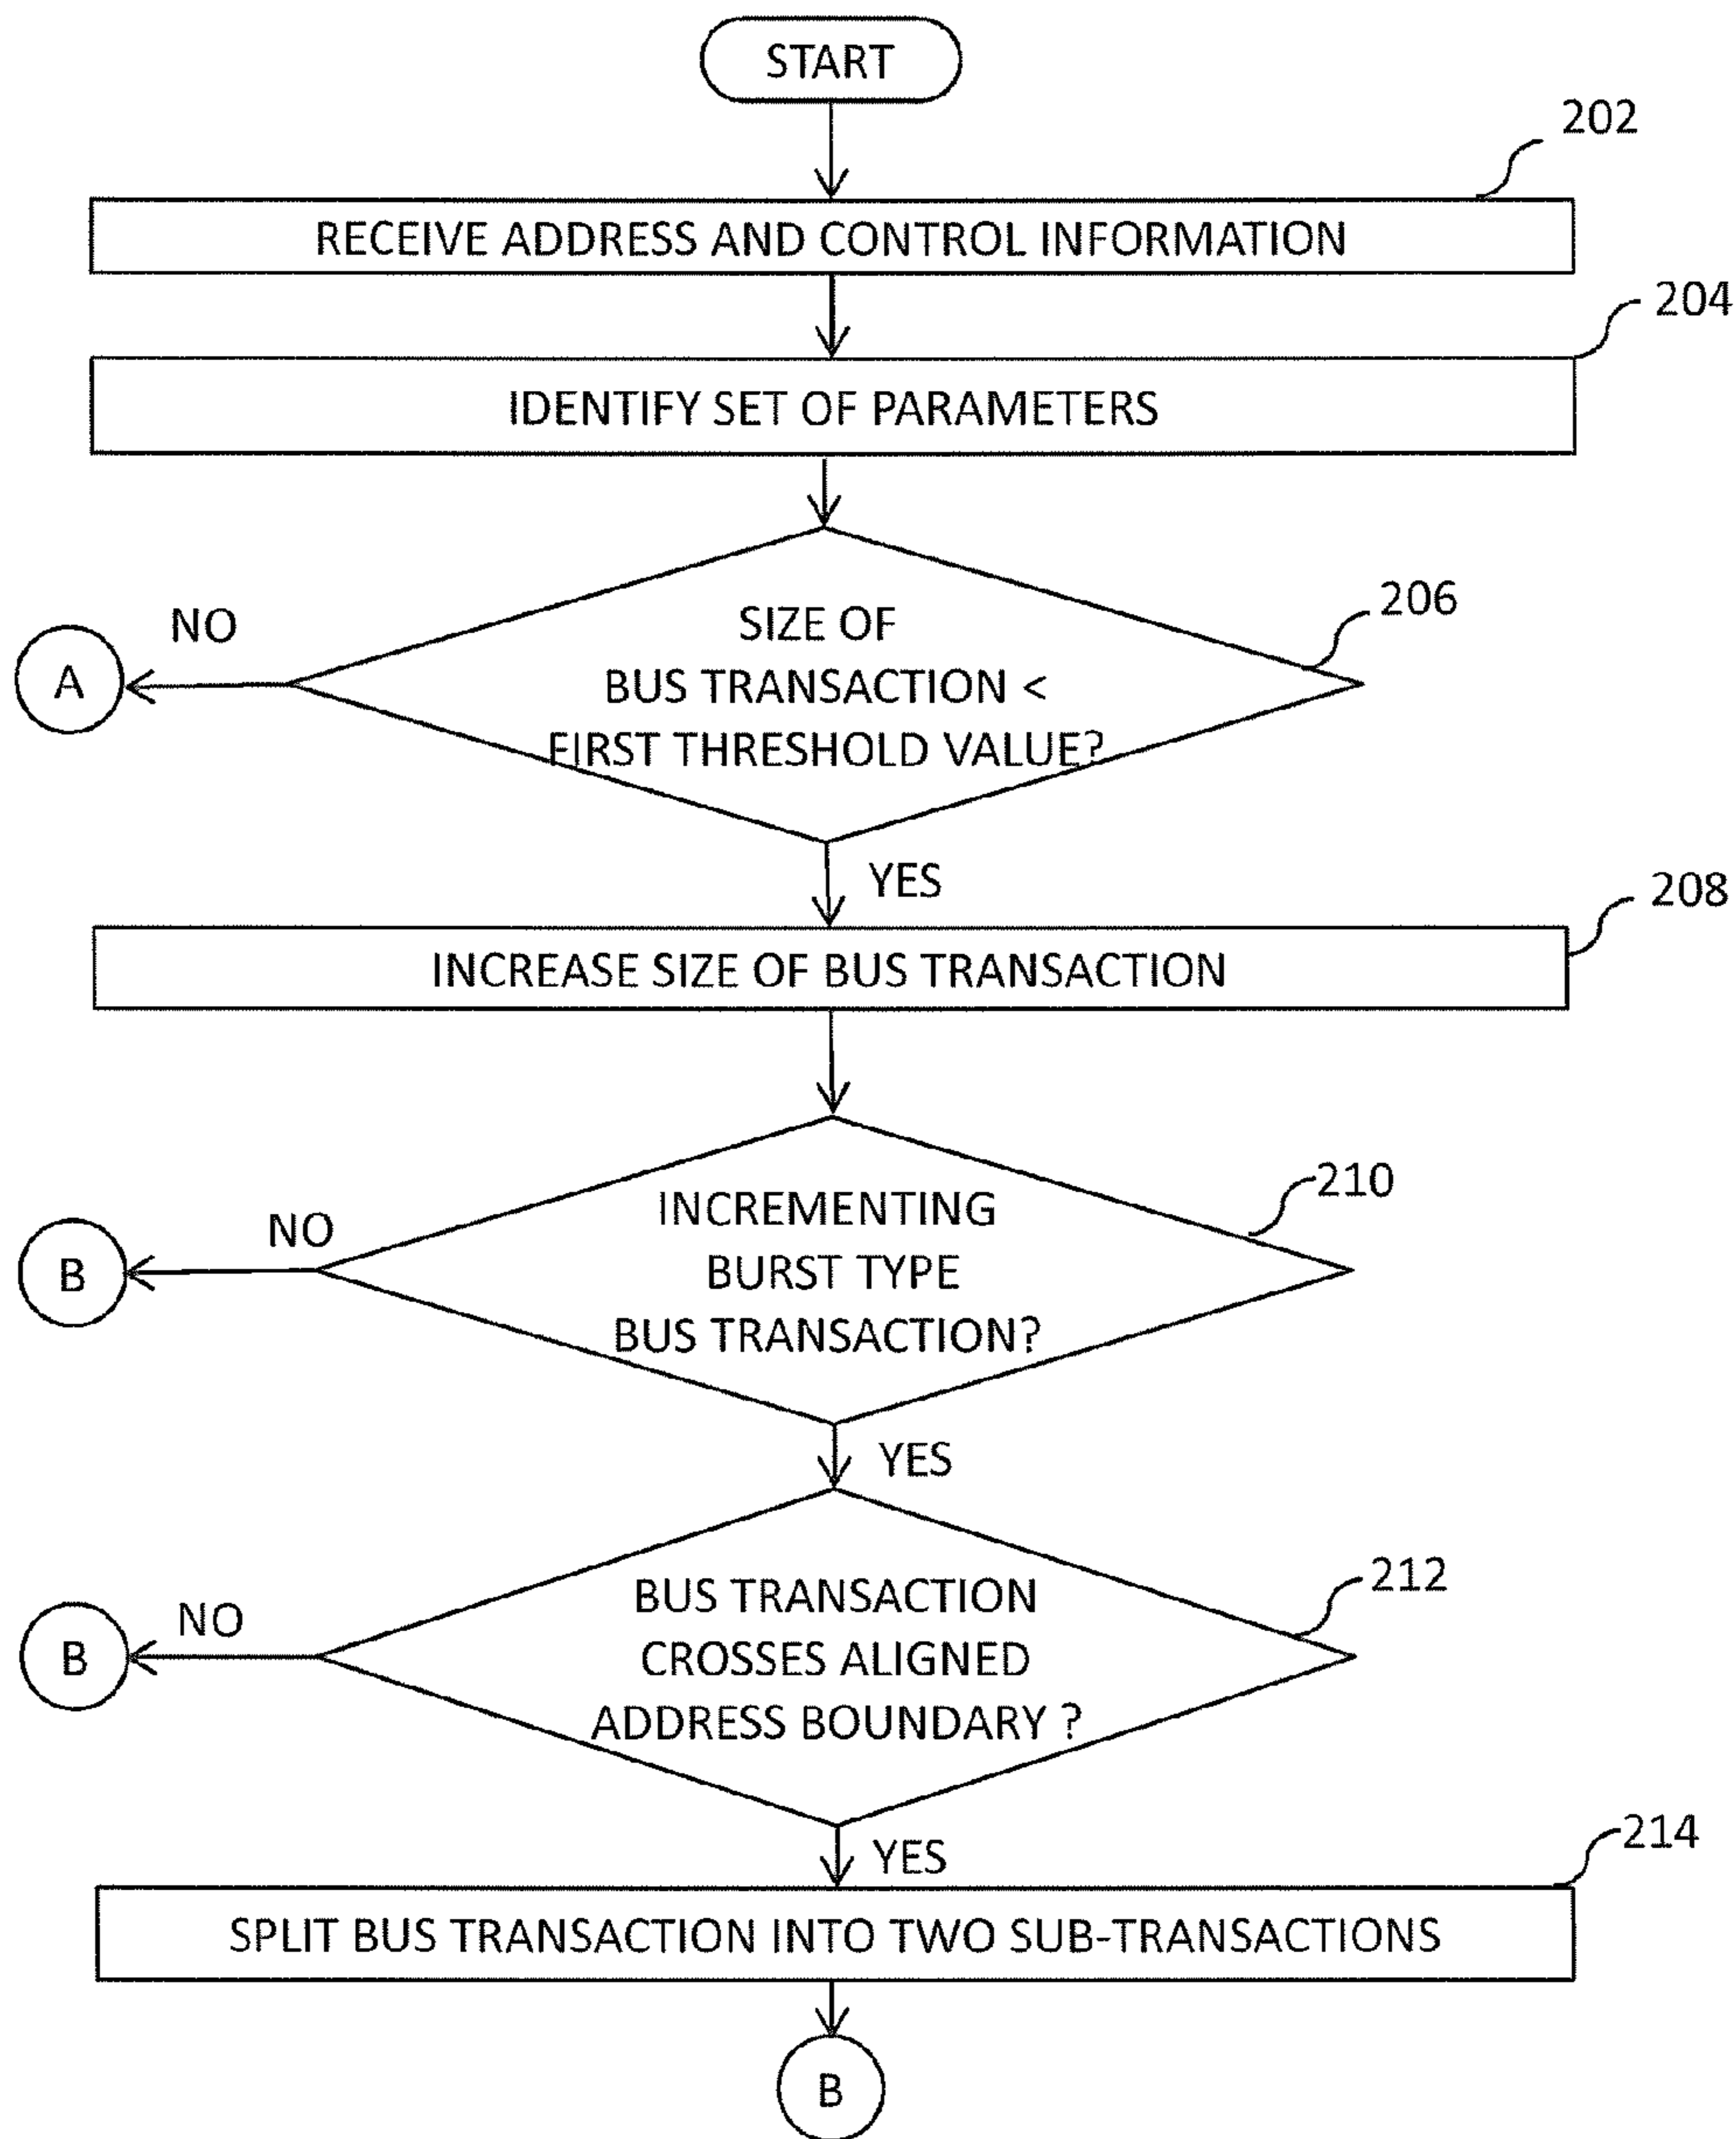 START
202
RECEIVE ADDRESS AND CONTROL INFORMATION
204
IDENTIFY SET OF PARAMETERS
206
SIZE OF
BUS TRANSACTION <
FIRST THRESHOLD VALUE?
NO
A
YES
208
INCREASE SIZE OF BUS TRANSACTION
210
INCREMENTING
BURST TYPE
BUS TRANSACTION?
NO
B
YES
212
BUS TRANSACTION
CROSSES ALIGNED
ADDRESS BOUNDARY ?
NO
B
YES
214
SPLIT BUS TRANSACTION INTO TWO SUB-TRANSACTIONS
B